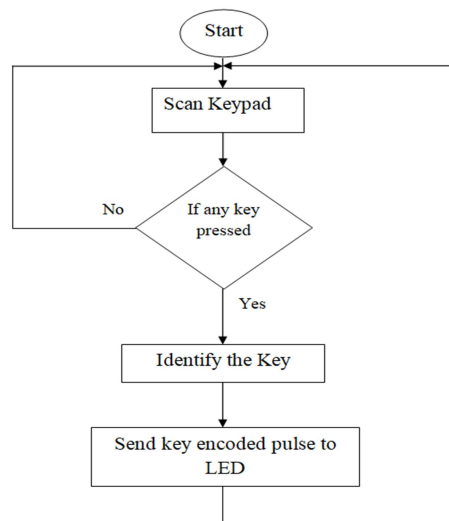 Start
Scan Keypad
If any key
pressed
No
Yes
Identify the Key
Send key encoded pulse to
LED